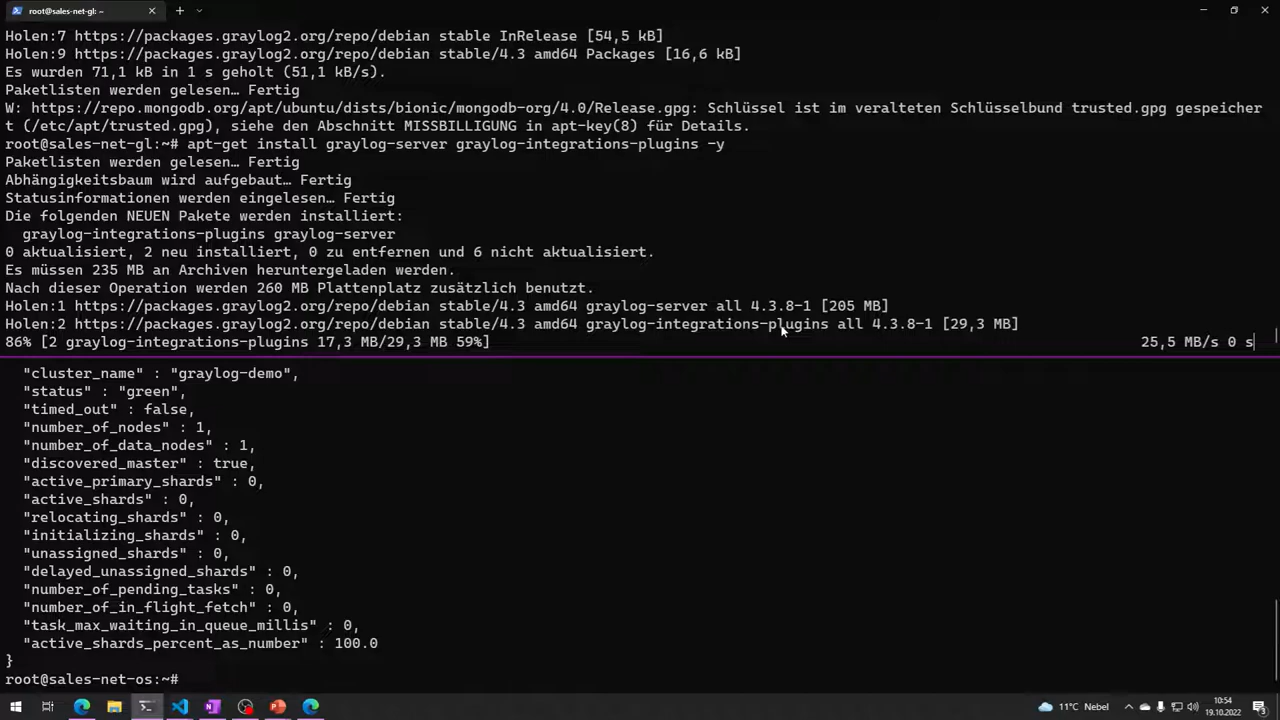 root@sales-net-gl: ~
Holen:7 https://packages.graylog2.org/repo/debian stable InRelease [54,5 kB]
Holen:9 https://packages.graylog2.org/repo/debian stable/4.3 amd64 Packages [16,6 kB]
Es wurden 71,1 kB in 1 s geholt (51,1 kB/s).
Paketlisten werden gelesen… Fertig
W: https://repo.mongodb.org/apt/ubuntu/dists/bionic/mongodb-org/4.0/Release.gpg: Schlüssel ist im veralteten Schlüsselbund trusted.gpg gespeicher
t (/etc/apt/trusted.gpg), siehe den Abschnitt MISSBILLIGUNG in apt-key(8) für Details.
root@sales-net-gl:~# apt-get install graylog-server graylog-integrations-plugins -y
Paketlisten werden gelesen… Fertig
Abhängigkeitsbaum wird aufgebaut… Fertig
Statusinformationen werden eingelesen… Fertig
Die folgenden NEUEN Pakete werden installiert:
  graylog-integrations-plugins graylog-server
0 aktualisiert, 2 neu installiert, 0 zu entfernen und 6 nicht aktualisiert.
Es müssen 235 MB an Archiven heruntergeladen werden.
Nach dieser Operation werden 260 MB Plattenplatz zusätzlich benutzt.
Holen:1 https://packages.graylog2.org/repo/debian stable/4.3 amd64 graylog-server all 4.3.8-1 [205 MB]
Holen:2 https://packages.graylog2.org/repo/debian stable/4.3 amd64 graylog-integrations-plugins all 4.3.8-1 [29,3 MB]
86% [2 graylog-integrations-plugins 17,3 MB/29,3 MB 59%] 25,5 MB/s 0 s
  "cluster_name" : "graylog-demo",
  "status" : "green",
  "timed_out" : false,
  "number_of_nodes" : 1,
  "number_of_data_nodes" : 1,
  "discovered_master" : true,
  "active_primary_shards" : 0,
  "active_shards" : 0,
  "relocating_shards" : 0,
  "initializing_shards" : 0,
  "unassigned_shards" : 0,
  "delayed_unassigned_shards" : 0,
  "number_of_pending_tasks" : 0,
  "number_of_in_flight_fetch" : 0,
  "task_max_waiting_in_queue_millis" : 0,
  "active_shards_percent_as_number" : 100.0
}
root@sales-net-os:~#
11°C Nebel
10:54
19.10.2022